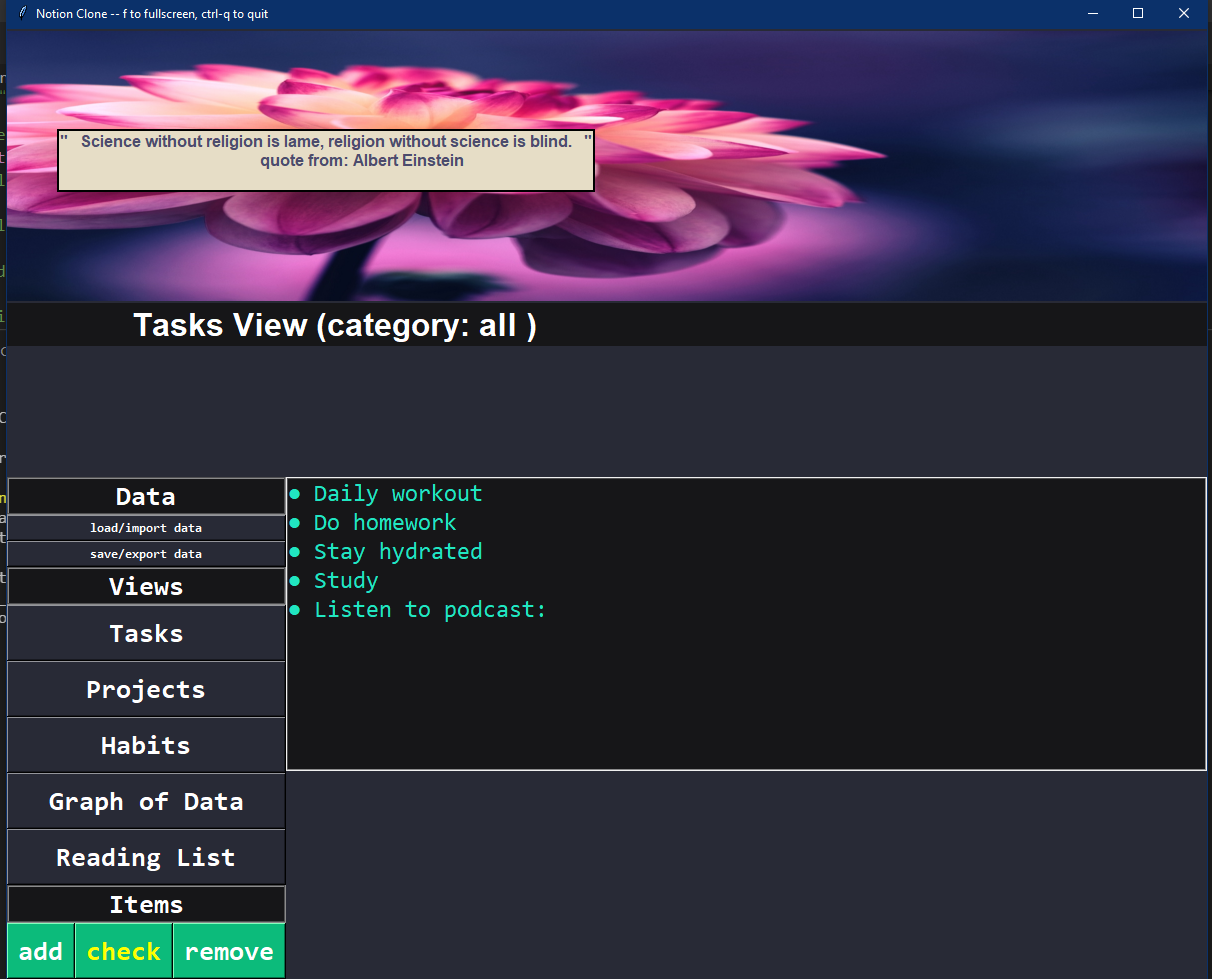 Notion Clone -- f to fullscreen, ctrl-q to quit
" Science without religion is lame, religion without science is blind. "
quote from: Albert Einstein
Tasks View (category: all )
Data
load/import data
save/export data
Views
Tasks
Projects
Habits
Graph of Data
Reading List
Items
add check remove
● Daily workout
● Do homework
● Stay hydrated
● Study
● Listen to podcast: